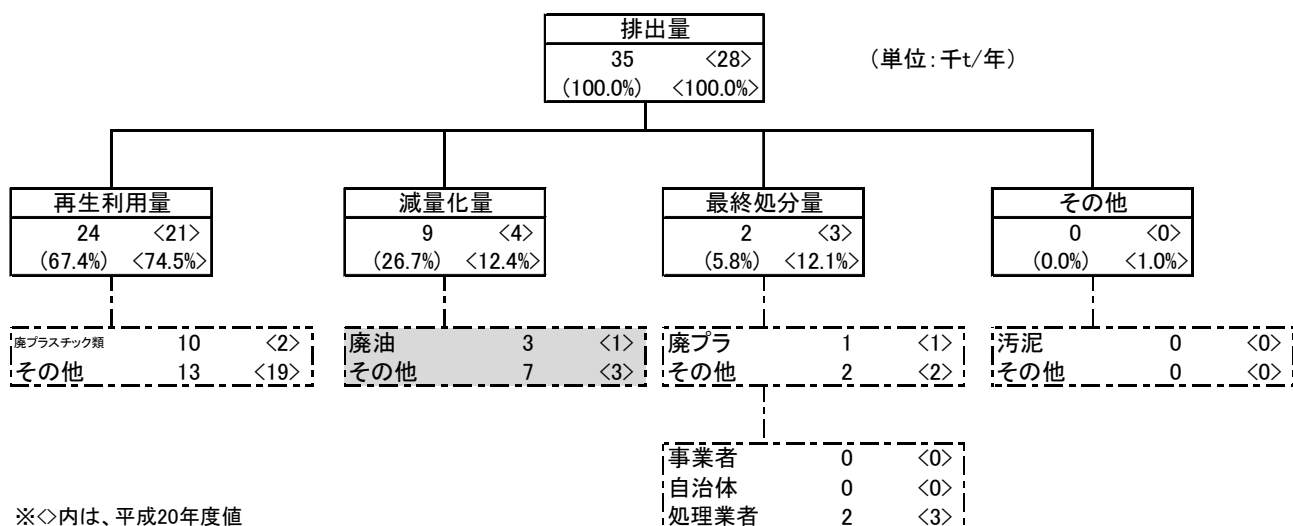 排出量
35 <28>
(100.0%) <100.0%>
（単位：千t/年）
再生利用量
24 <21>
(67.4%) <74.5%>
減量化量
9 <4>
(26.7%) <12.4%>
最終処分量
2 <3>
(5.8%) <12.1%>
その他
0 <0>
(0.0%) <1.0%>
廃プラスチック類 10 <2>
その他 13 <19>
廃油 3 <1>
その他 7 <3>
廃プラ 1 <1>
その他 2 <2>
汚泥 0 <0>
その他 0 <0>
事業者 0 <0>
自治体 0 <0>
処理業者 2 <3>
※<>内は、平成20年度値